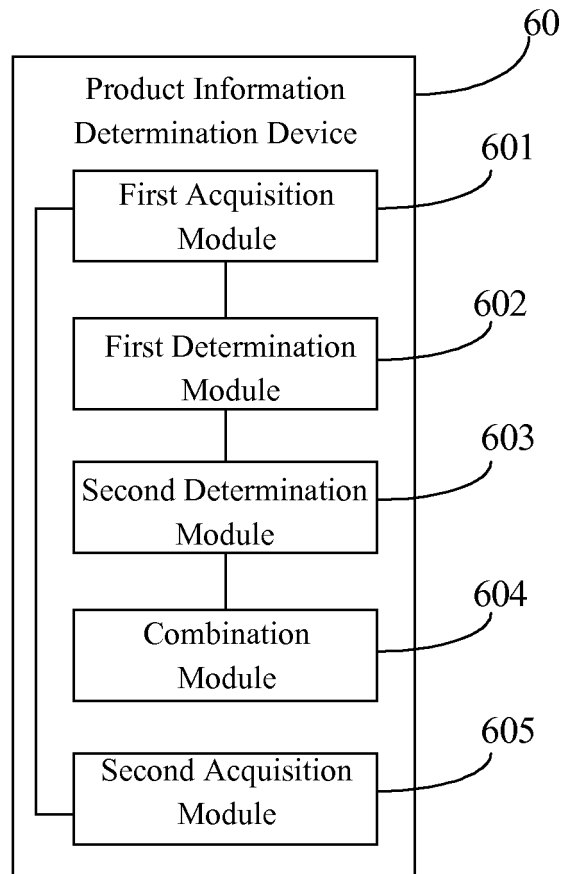 60
Product Information
Determination Device
601
First Acquisition
Module
602
First Determination
Module
603
Second Determination
Module
604
Combination
Module
605
Second Acquisition
Module